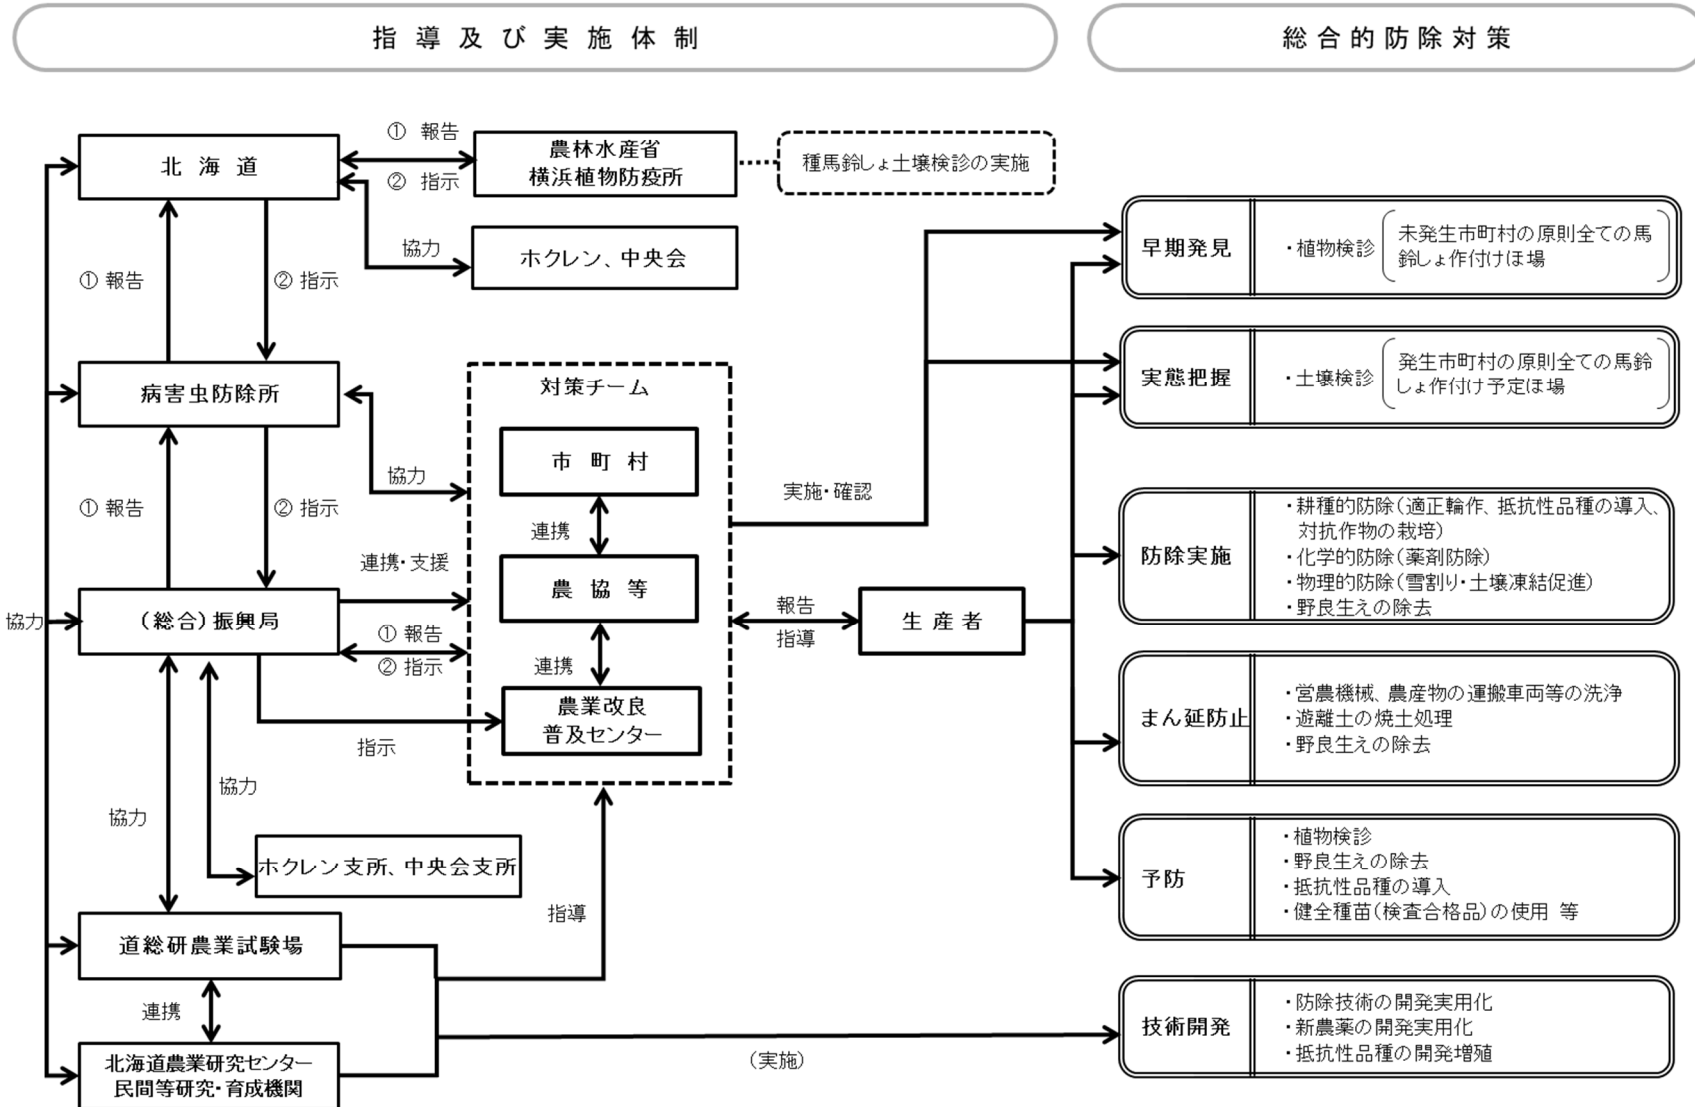 指導及び実施体制
総合的防除対策
北海道
① 報告
② 指示
農林水産省
横浜植物防疫所
種馬鈴しょ土壌検診の実施
協力
ホクレン、中央会
① 報告
② 指示
病害虫防除所
協力
① 報告
② 指示
連携・支援
(総合)振興局
協力
① 報告
② 指示
指示
対策チーム
市町村
連携
農協等
連携
農業改良
普及センター
協力
協力
ホクレン支所、中央会支所
指導
道総研農業試験場
連携
北海道農業研究センター
民間等研究・育成機関
(実施)
実施・確認
報告
指導
生産者
早期発見
・植物検診
未発生市町村の原則全ての馬
鈴しょ作付けほ場
実態把握
・土壌検診
発生市町村の原則全ての馬鈴
しょ作付け予定ほ場
防除実施
・耕種的防除(適正輪作、抵抗性品種の導入、
対抗作物の栽培)
・化学的防除(薬剤防除)
・物理的防除(雪割り・土壌凍結促進)
・野良生えの除去
まん延防止
・営農機械、農産物の運搬車両等の洗浄
・遊離土の焼土処理
・野良生えの除去
予防
・植物検診
・野良生えの除去
・抵抗性品種の導入
・健全種苗(検査合格品)の使用 等
技術開発
・防除技術の開発実用化
・新農薬の開発実用化
・抵抗性品種の開発増殖